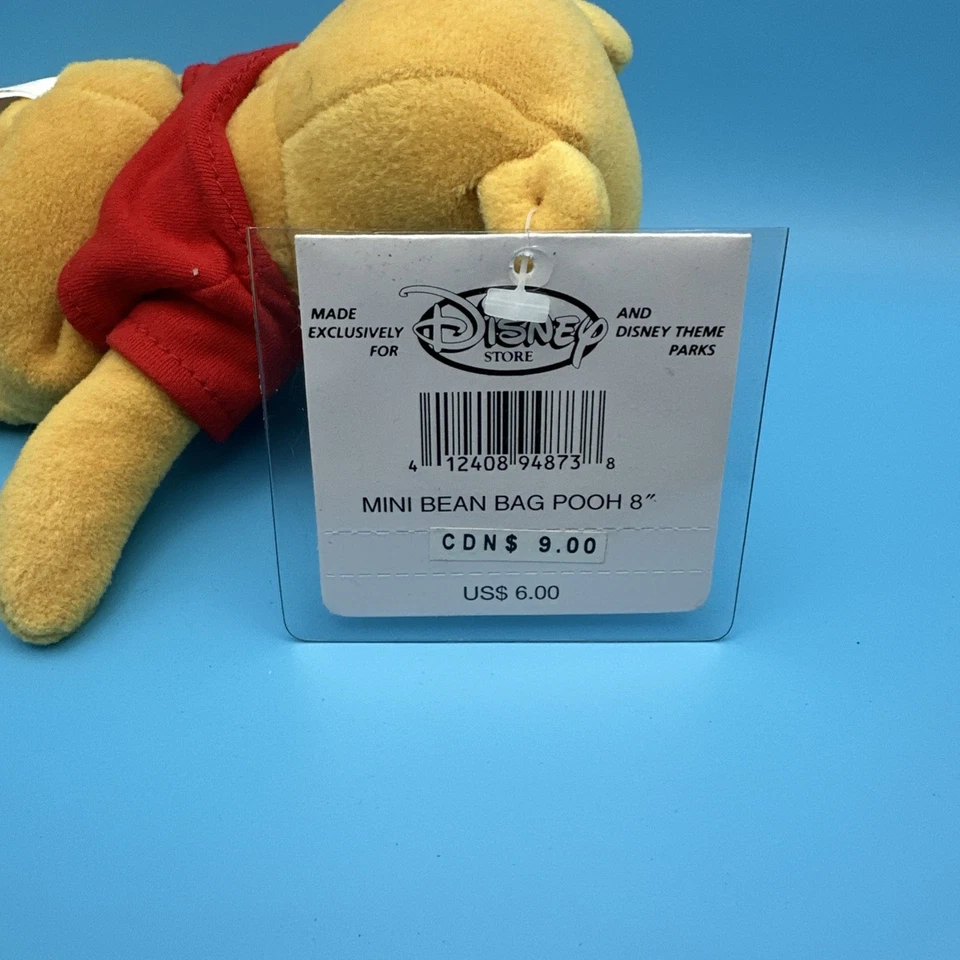 MADE EXCLUSIVELY FOR
DISNEY STORE
AND DISNEY THEME PARKS
4 12408 94873 8
MINI BEAN BAG POOH 8″
CDN$ 9.00
US$ 6.00